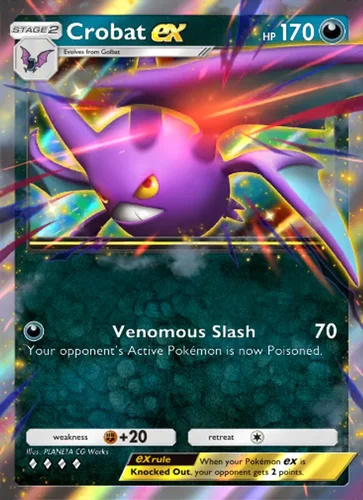 STAGE 2 Crobat ex HP 170
Evolves from Golbat
Venomous Slash 70
Your opponent's Active Pokémon is now Poisoned.
weakness +20 retreat
Illus. PLANETA CG Works
ex rule When your Pokémon ex is
Knocked Out, your opponent gets 2 points.